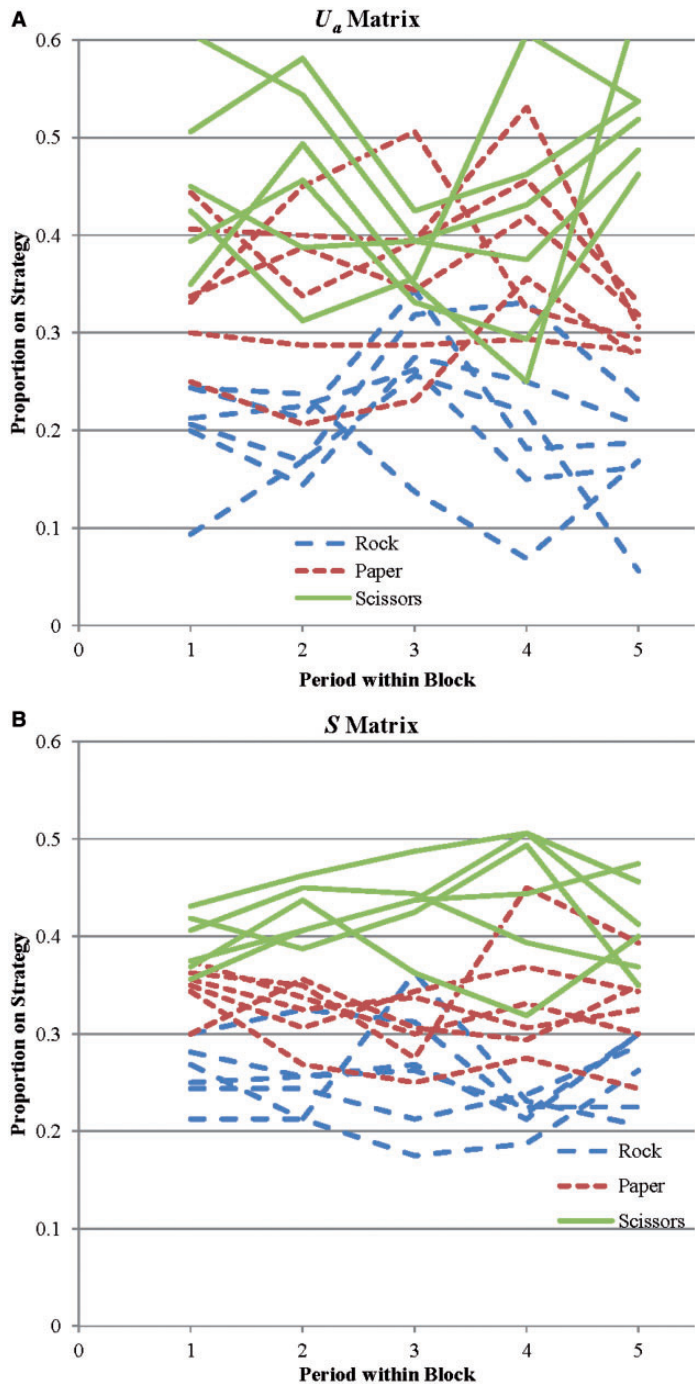 A
U_a Matrix
0.6
0.5
0.4
0.3
0.2
0.1
0
Proportion on Strategy
Rock
Paper
Scissors
0 1 2 3 4 5
Period within Block
B
S Matrix
0.6
0.5
0.4
0.3
0.2
0.1
0
Proportion on Strategy
Rock
Paper
Scissors
0 1 2 3 4 5
Period within Block